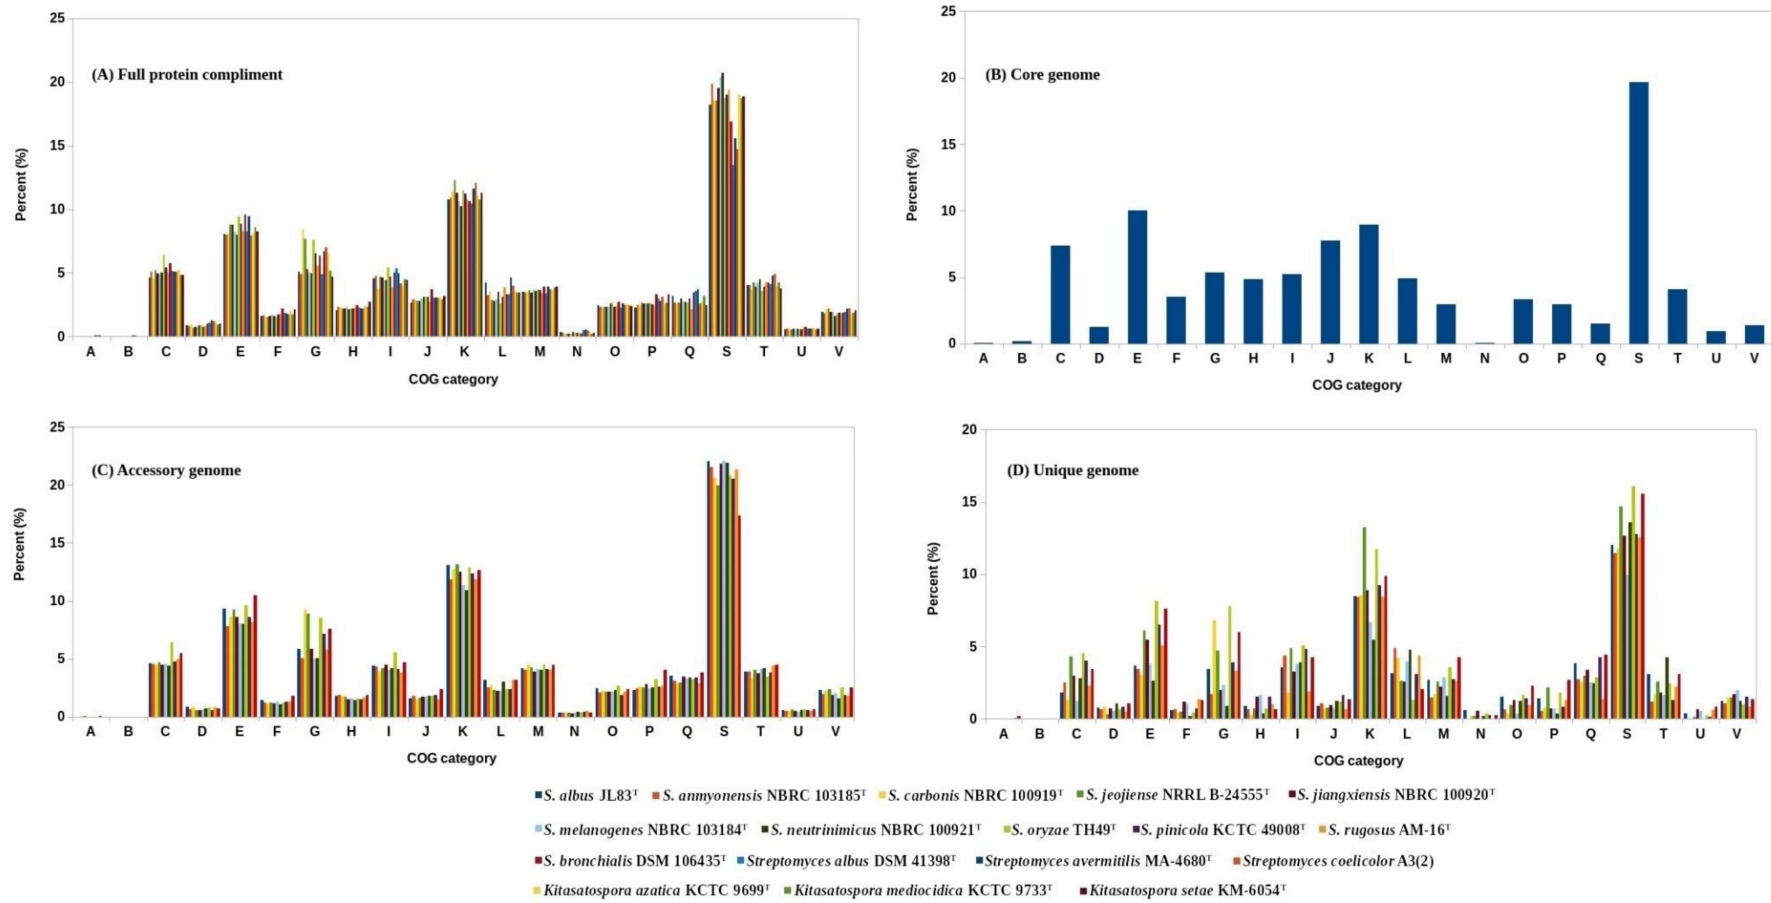 (A) Full protein compliment
25
20
15
10
5
0
Percent (%)
A B C D E F G H I J K L M N O P Q S T U V
COG category
(B) Core genome
25
20
15
10
5
0
Percent (%)
A B C D E F G H I J K L M N O P Q S T U V
COG category
(C) Accessory genome
25
20
15
10
5
0
Percent (%)
A B C D E F G H I J K L M N O P Q S T U V
COG category
(D) Unique genome
20
15
10
5
0
Percent (%)
A B C D E F G H I J K L M N O P Q S T U V
COG category
S. albus JL83ᵀ S. anmyonensis NBRC 103185ᵀ S. carbonis NBRC 100919ᵀ S. jeojiense NRRL B-24555ᵀ S. jiangxiensis NBRC 100920ᵀ
S. melanogenes NBRC 103184ᵀ S. neutrinimicus NBRC 100921ᵀ S. oryzae TH49ᵀ S. pinicola KCTC 49008ᵀ S. rugosus AM-16ᵀ
S. bronchialis DSM 106435ᵀ Streptomyces albus DSM 41398ᵀ Streptomyces avermitilis MA-4680ᵀ Streptomyces coelicolor A3(2)
Kitasatospora azatica KCTC 9699ᵀ Kitasatospora mediocidica KCTC 9733ᵀ Kitasatospora setae KM-6054ᵀ